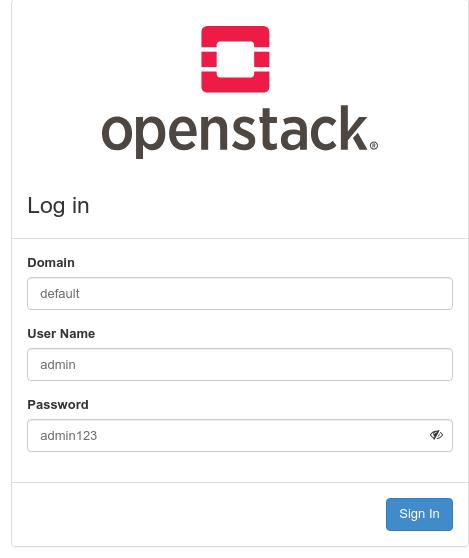 openstack®
Log in
Domain
default
User Name
admin
Password
admin123
Sign In